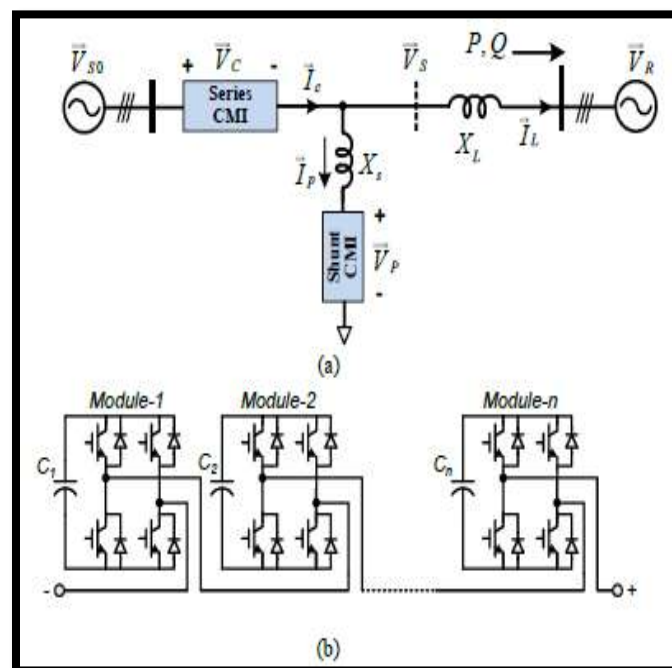 V_S0
+ V_C -
Series
CMI
I_c
V_S
P, Q
V_R
I_p
X_s
X_L
I_L
Shunt
CMI
+
V_P
-
(a)
Module-1
Module-2
Module-n
C_1
C_2
C_n
-
+
(b)